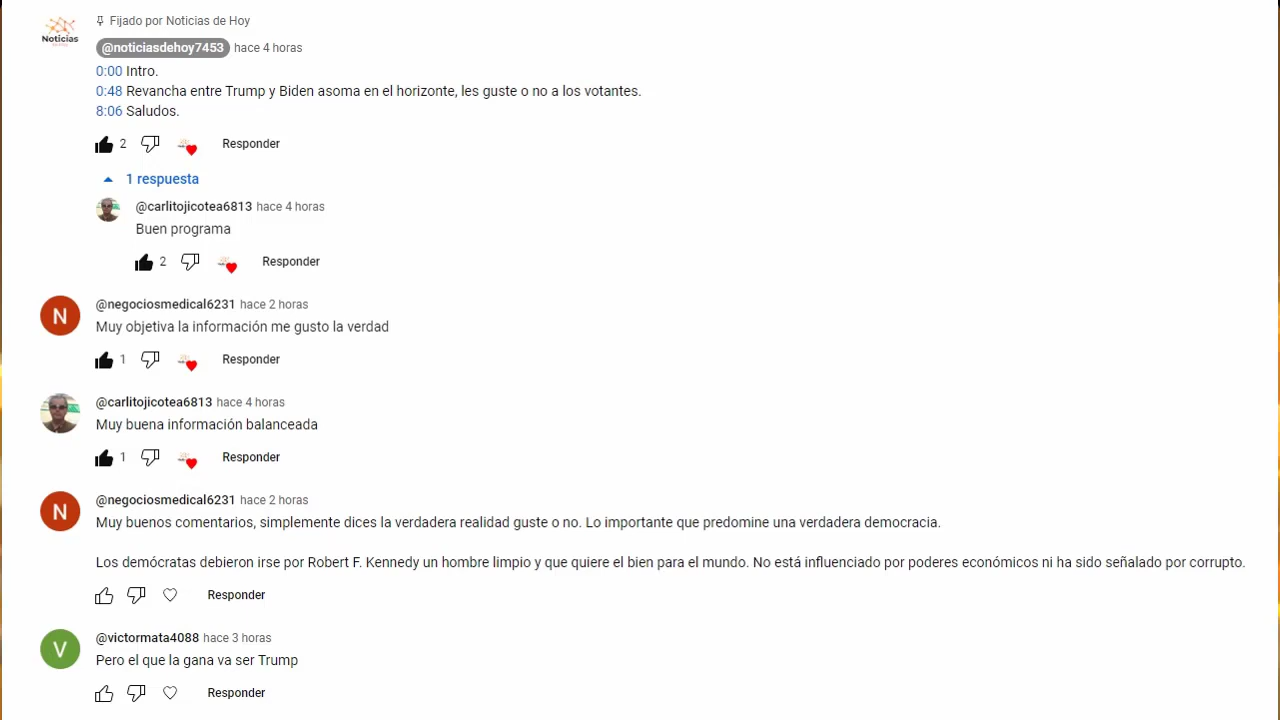 Noticias
Fijado por Noticias de Hoy
@noticiasdehoy7453 hace 4 horas
0:00 Intro.
0:48 Revancha entre Trump y Biden asoma en el horizonte, les guste o no a los votantes.
8:06 Saludos.
2 Responder
1 respuesta
@carlitojicotea6813 hace 4 horas
Buen programa
2 Responder
N
@negociosmedical6231 hace 2 horas
Muy objetiva la información me gusto la verdad
1 Responder
@carlitojicotea6813 hace 4 horas
Muy buena información balanceada
1 Responder
N
@negociosmedical6231 hace 2 horas
Muy buenos comentarios, simplemente dices la verdadera realidad guste o no. Lo importante que predomine una verdadera democracia.
Los demócratas debieron irse por Robert F. Kennedy un hombre limpio y que quiere el bien para el mundo. No está influenciado por poderes económicos ni ha sido señalado por corrupto.
Responder
V
@victormata4088 hace 3 horas
Pero el que la gana va ser Trump
Responder